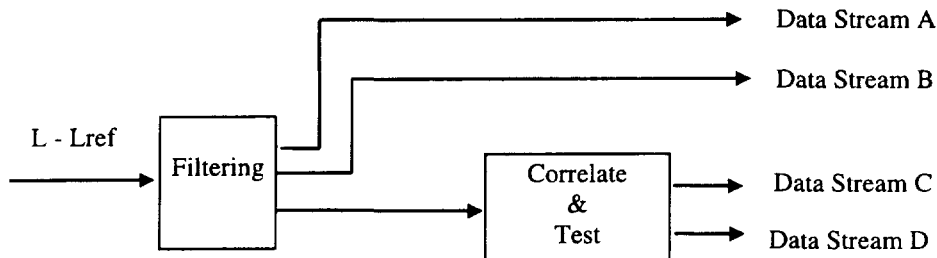 Data Stream A
Data Stream B
L - Lref
Filtering
Correlate
&
Test
Data Stream C
Data Stream D